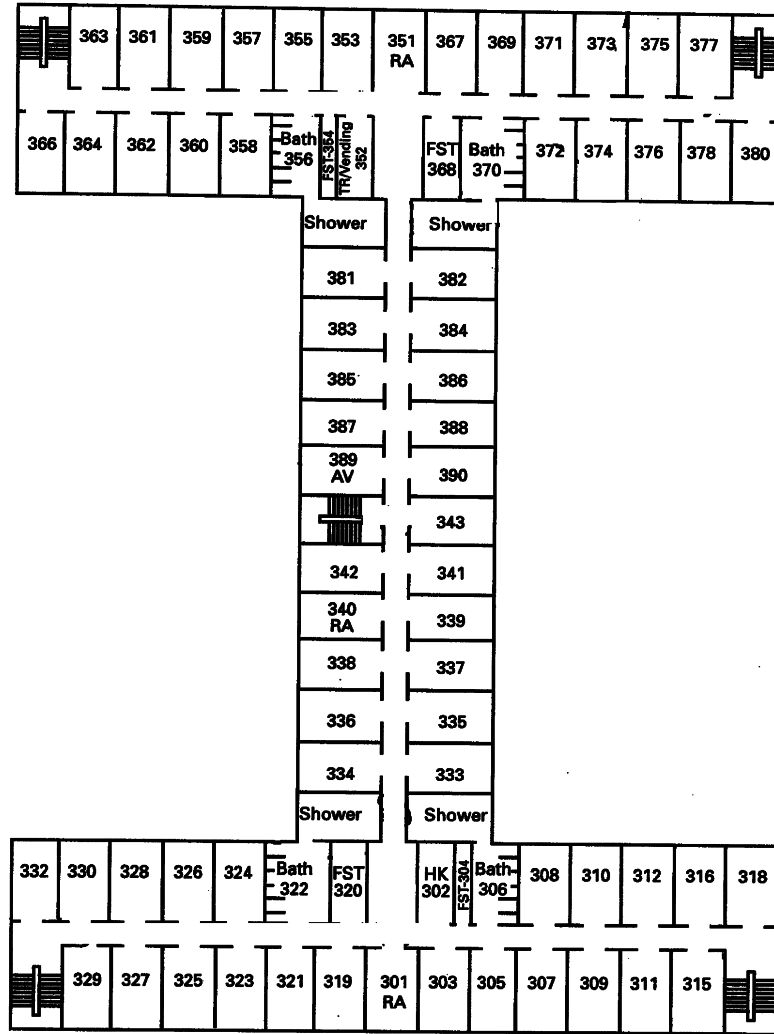 363 361 359 357 355 353 351 367 369 371 373 375 377
RA
366 364 362 360 358 Bath 356 FST-354 TR/Vending 352 FST 368 Bath 370 372 374 376 378 380
Shower Shower
381 382
383 384
385 386
387 388
389 AV 390
343
342 341
340 RA 339
338 337
336 335
334 333
Shower Shower
332 330 328 326 324 Bath 322 FST 320 HK 302 FST-304 Bath 306 308 310 312 316 318
329 327 325 323 321 319 301 303 305 307 309 311 315
RA